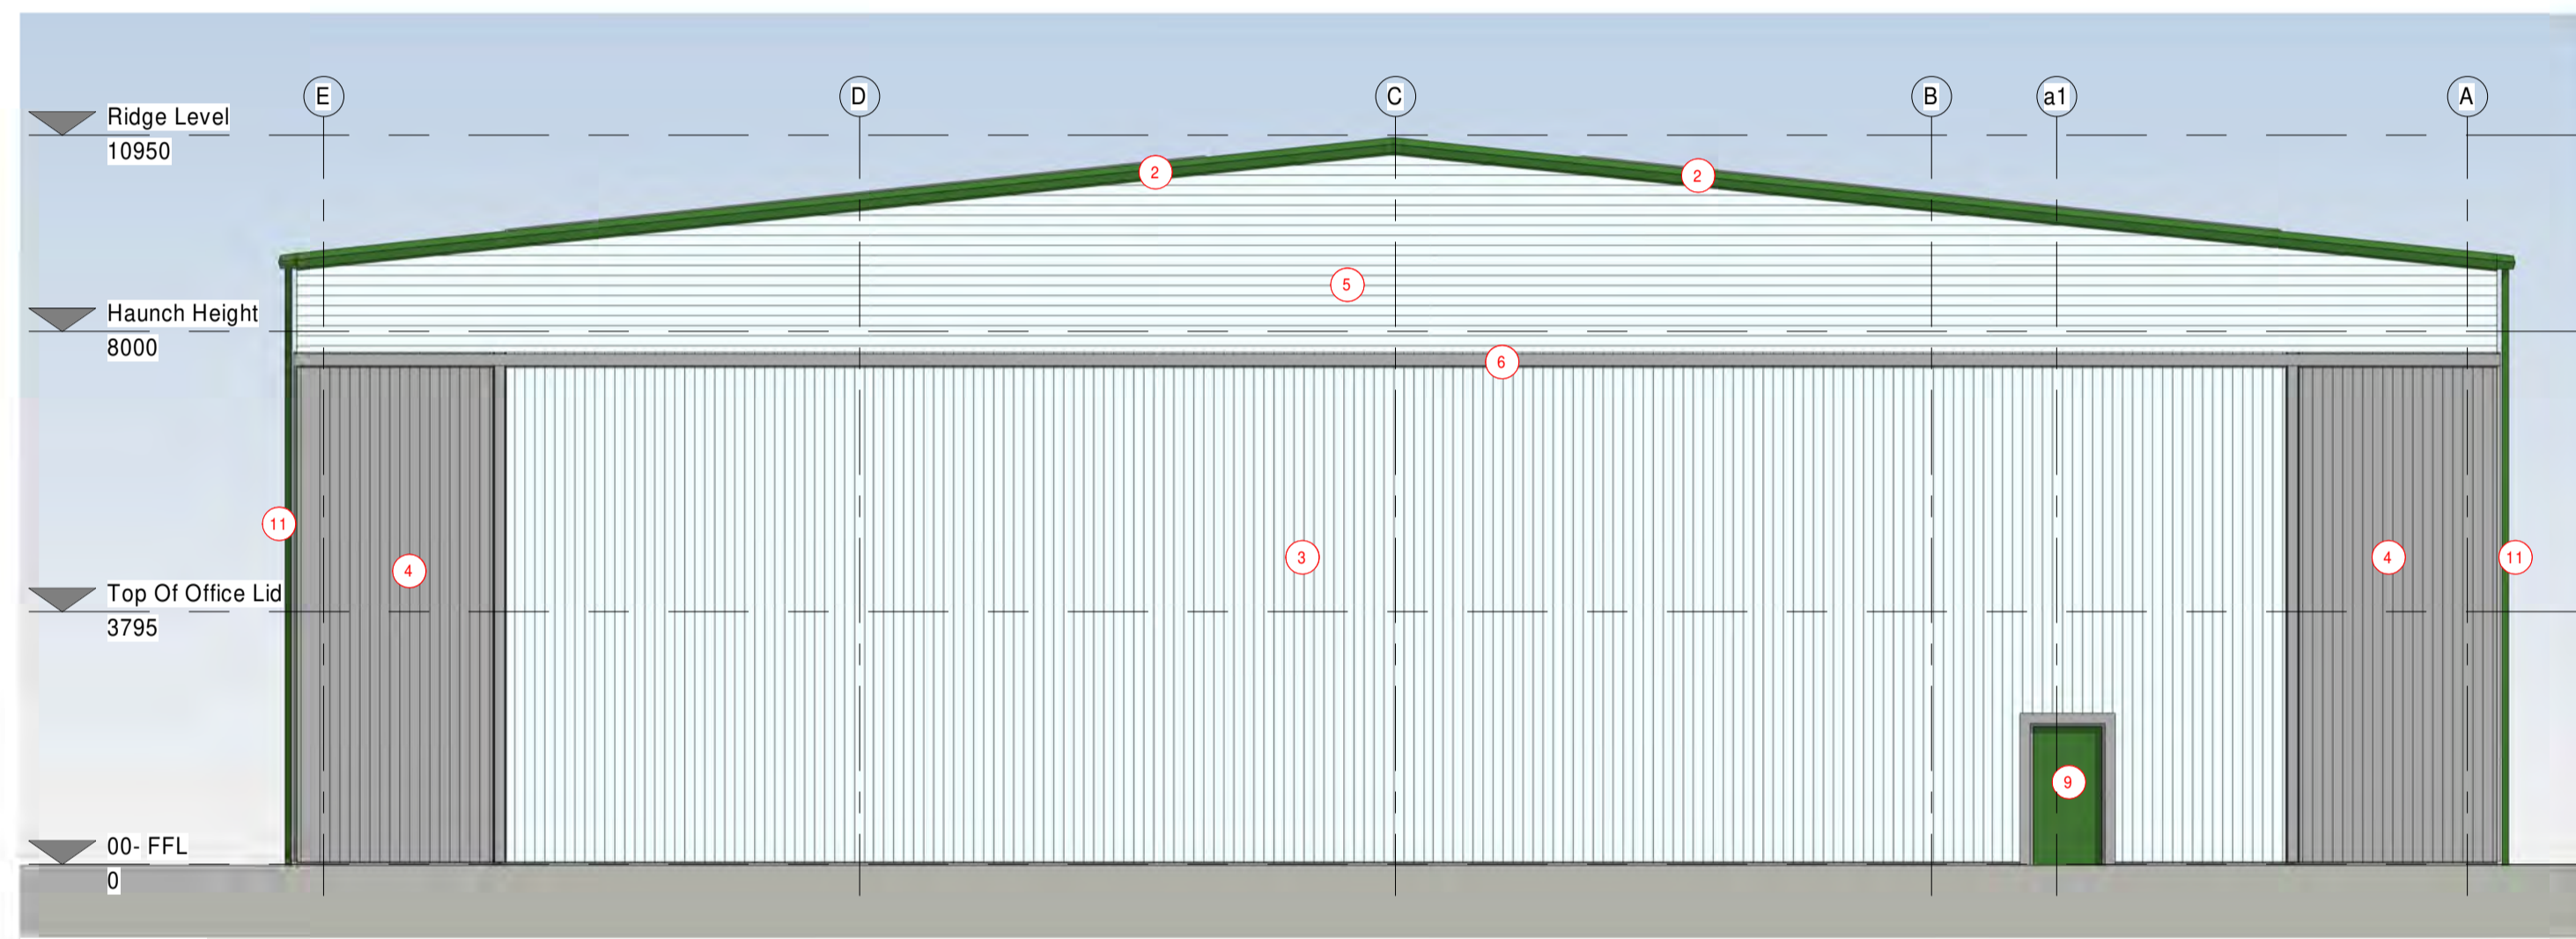 E D C B a1 A
Ridge Level
10950
2 2
5
Haunch Height
8000
6
11
4 3 4 11
Top Of Office Lid
3795
9
00- FFL
0